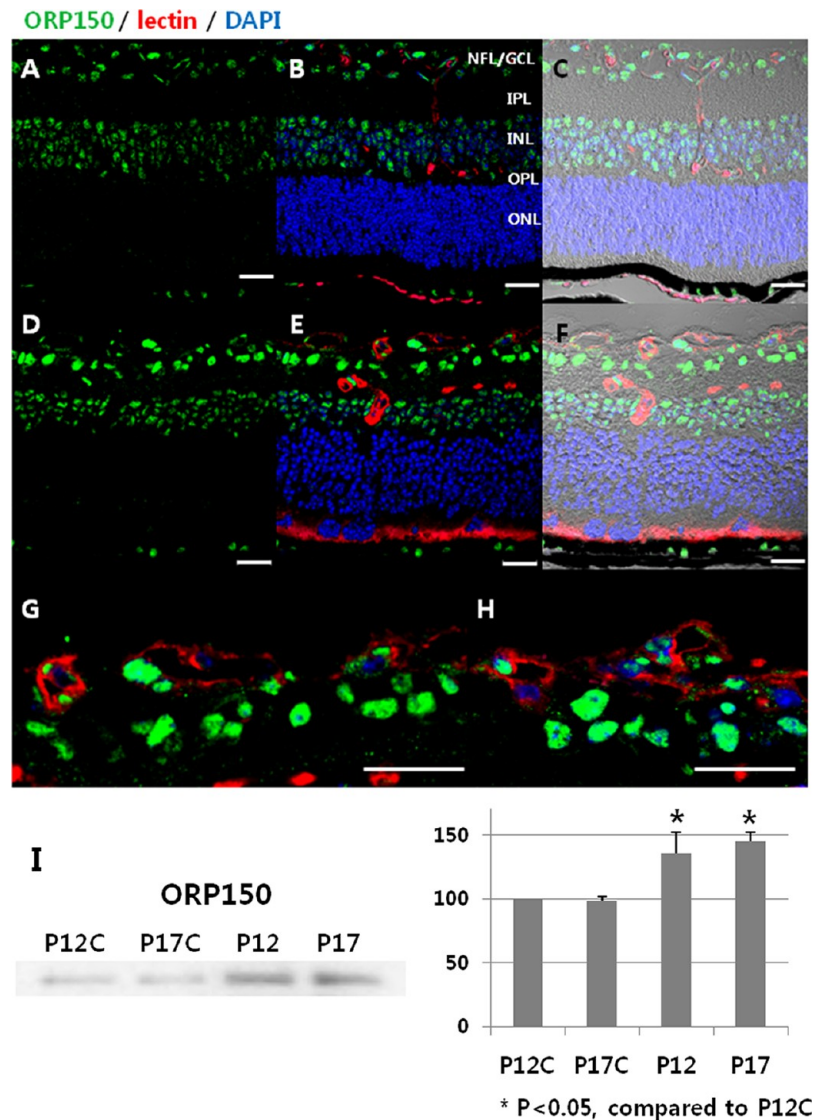 ORP150 / lectin / DAPI
A
B
NFL/GCL
C
IPL
INL
OPL
ONL
D
E
F
G
H
I
ORP150
P12C P17C P12 P17
* *
150
100
50
0
P12C P17C P12 P17
* P<0.05, compared to P12C